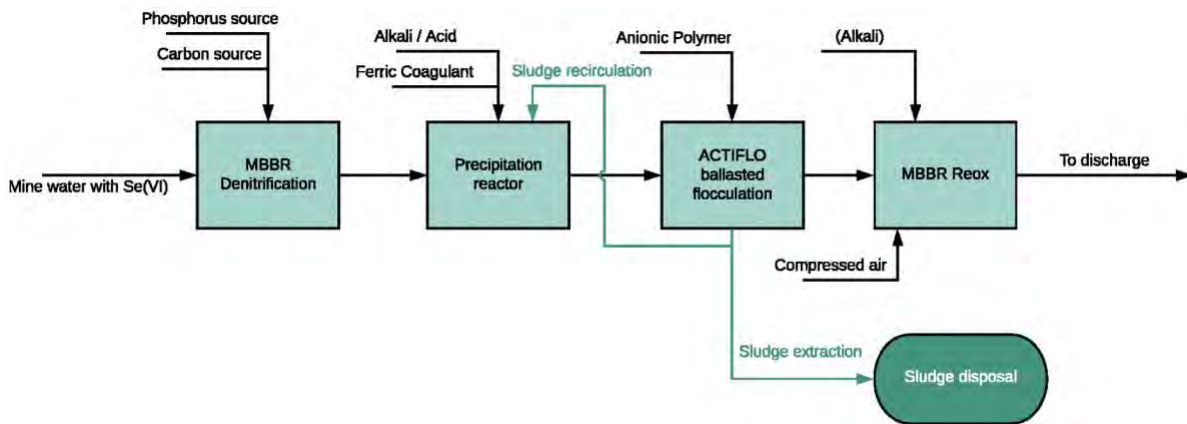 Phosphorus source
Carbon source
Alkali / Acid
Ferric Coagulant
Sludge recirculation
Anionic Polymer
(Alkali)
Mine water with Se(VI)
MBBR
Denitrification
Precipitation
reactor
ACTIFLO
ballasted
flocculation
MBBR Reox
To discharge
Compressed air
Sludge extraction
Sludge disposal